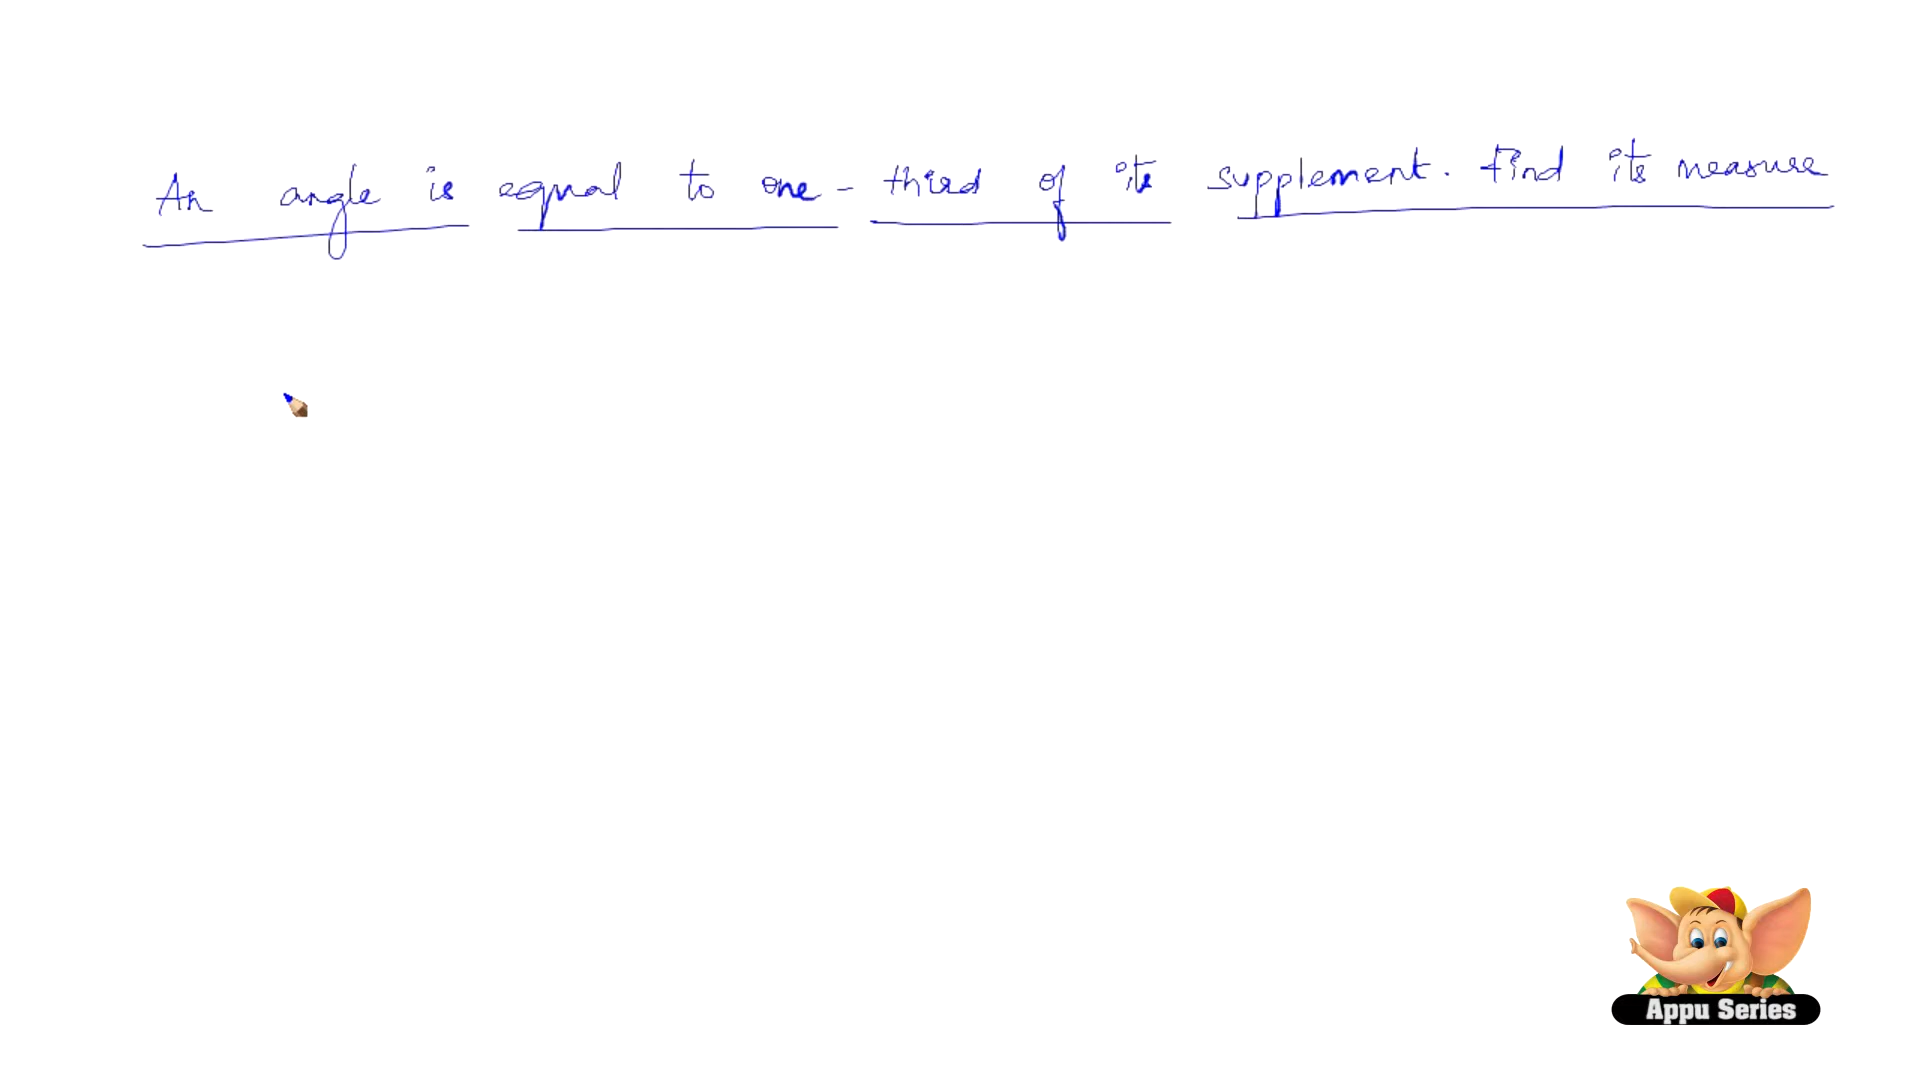 An angle is equal to one-third of its supplement. Find its measure
Appu Series